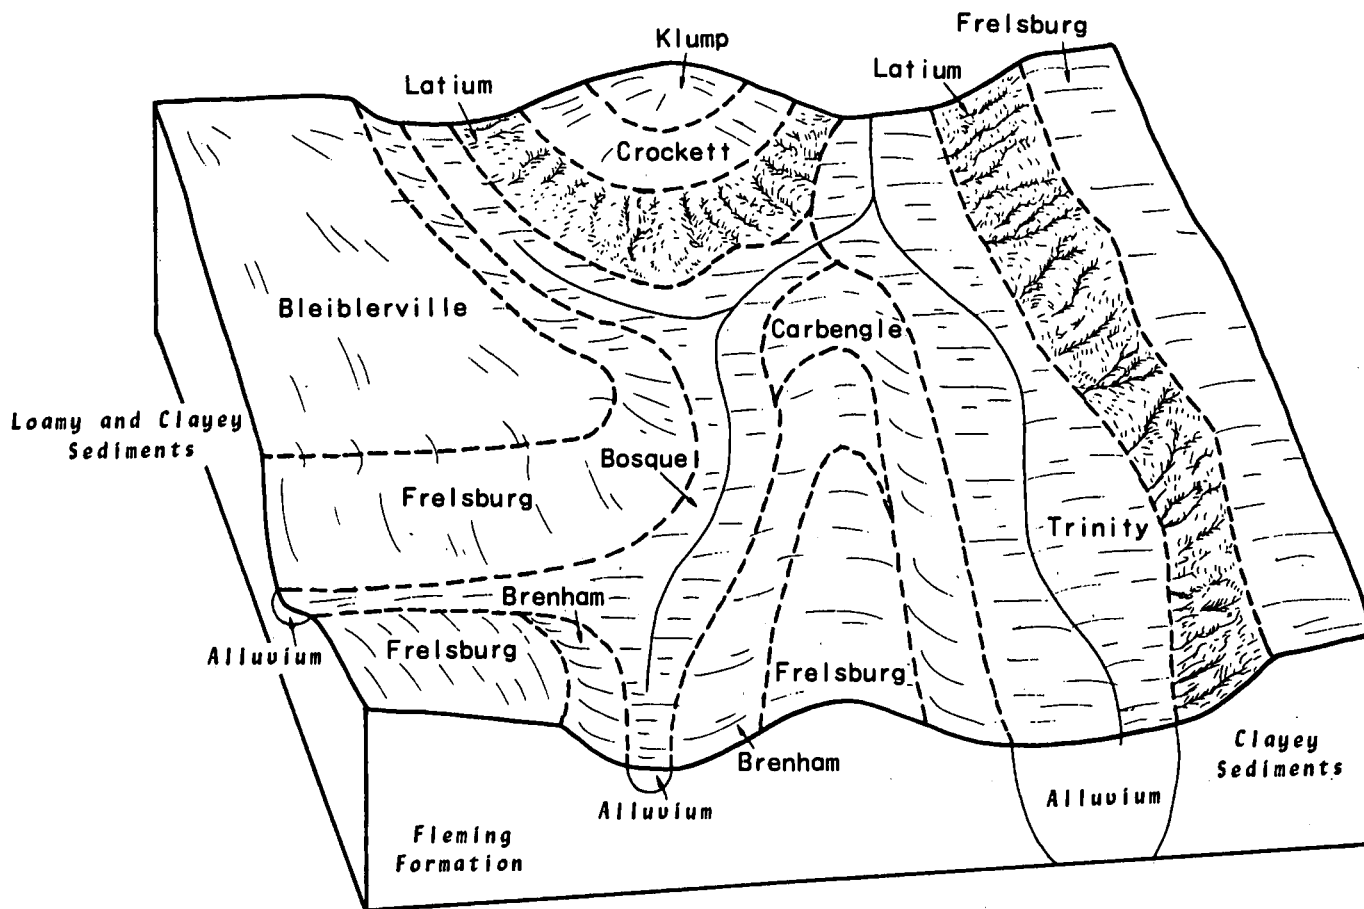 Frelsburg
Klump
Latium
Latium
Crockett
Bleiblerville
Carbengle
Loamy and Clayey
Sediments
Bosque
Frelsburg
Trinity
Brenham
Frelsburg
Alluvium
Frelsburg
Brenham
Clayey
Sediments
Alluvium
Alluvium
Fleming
Formation